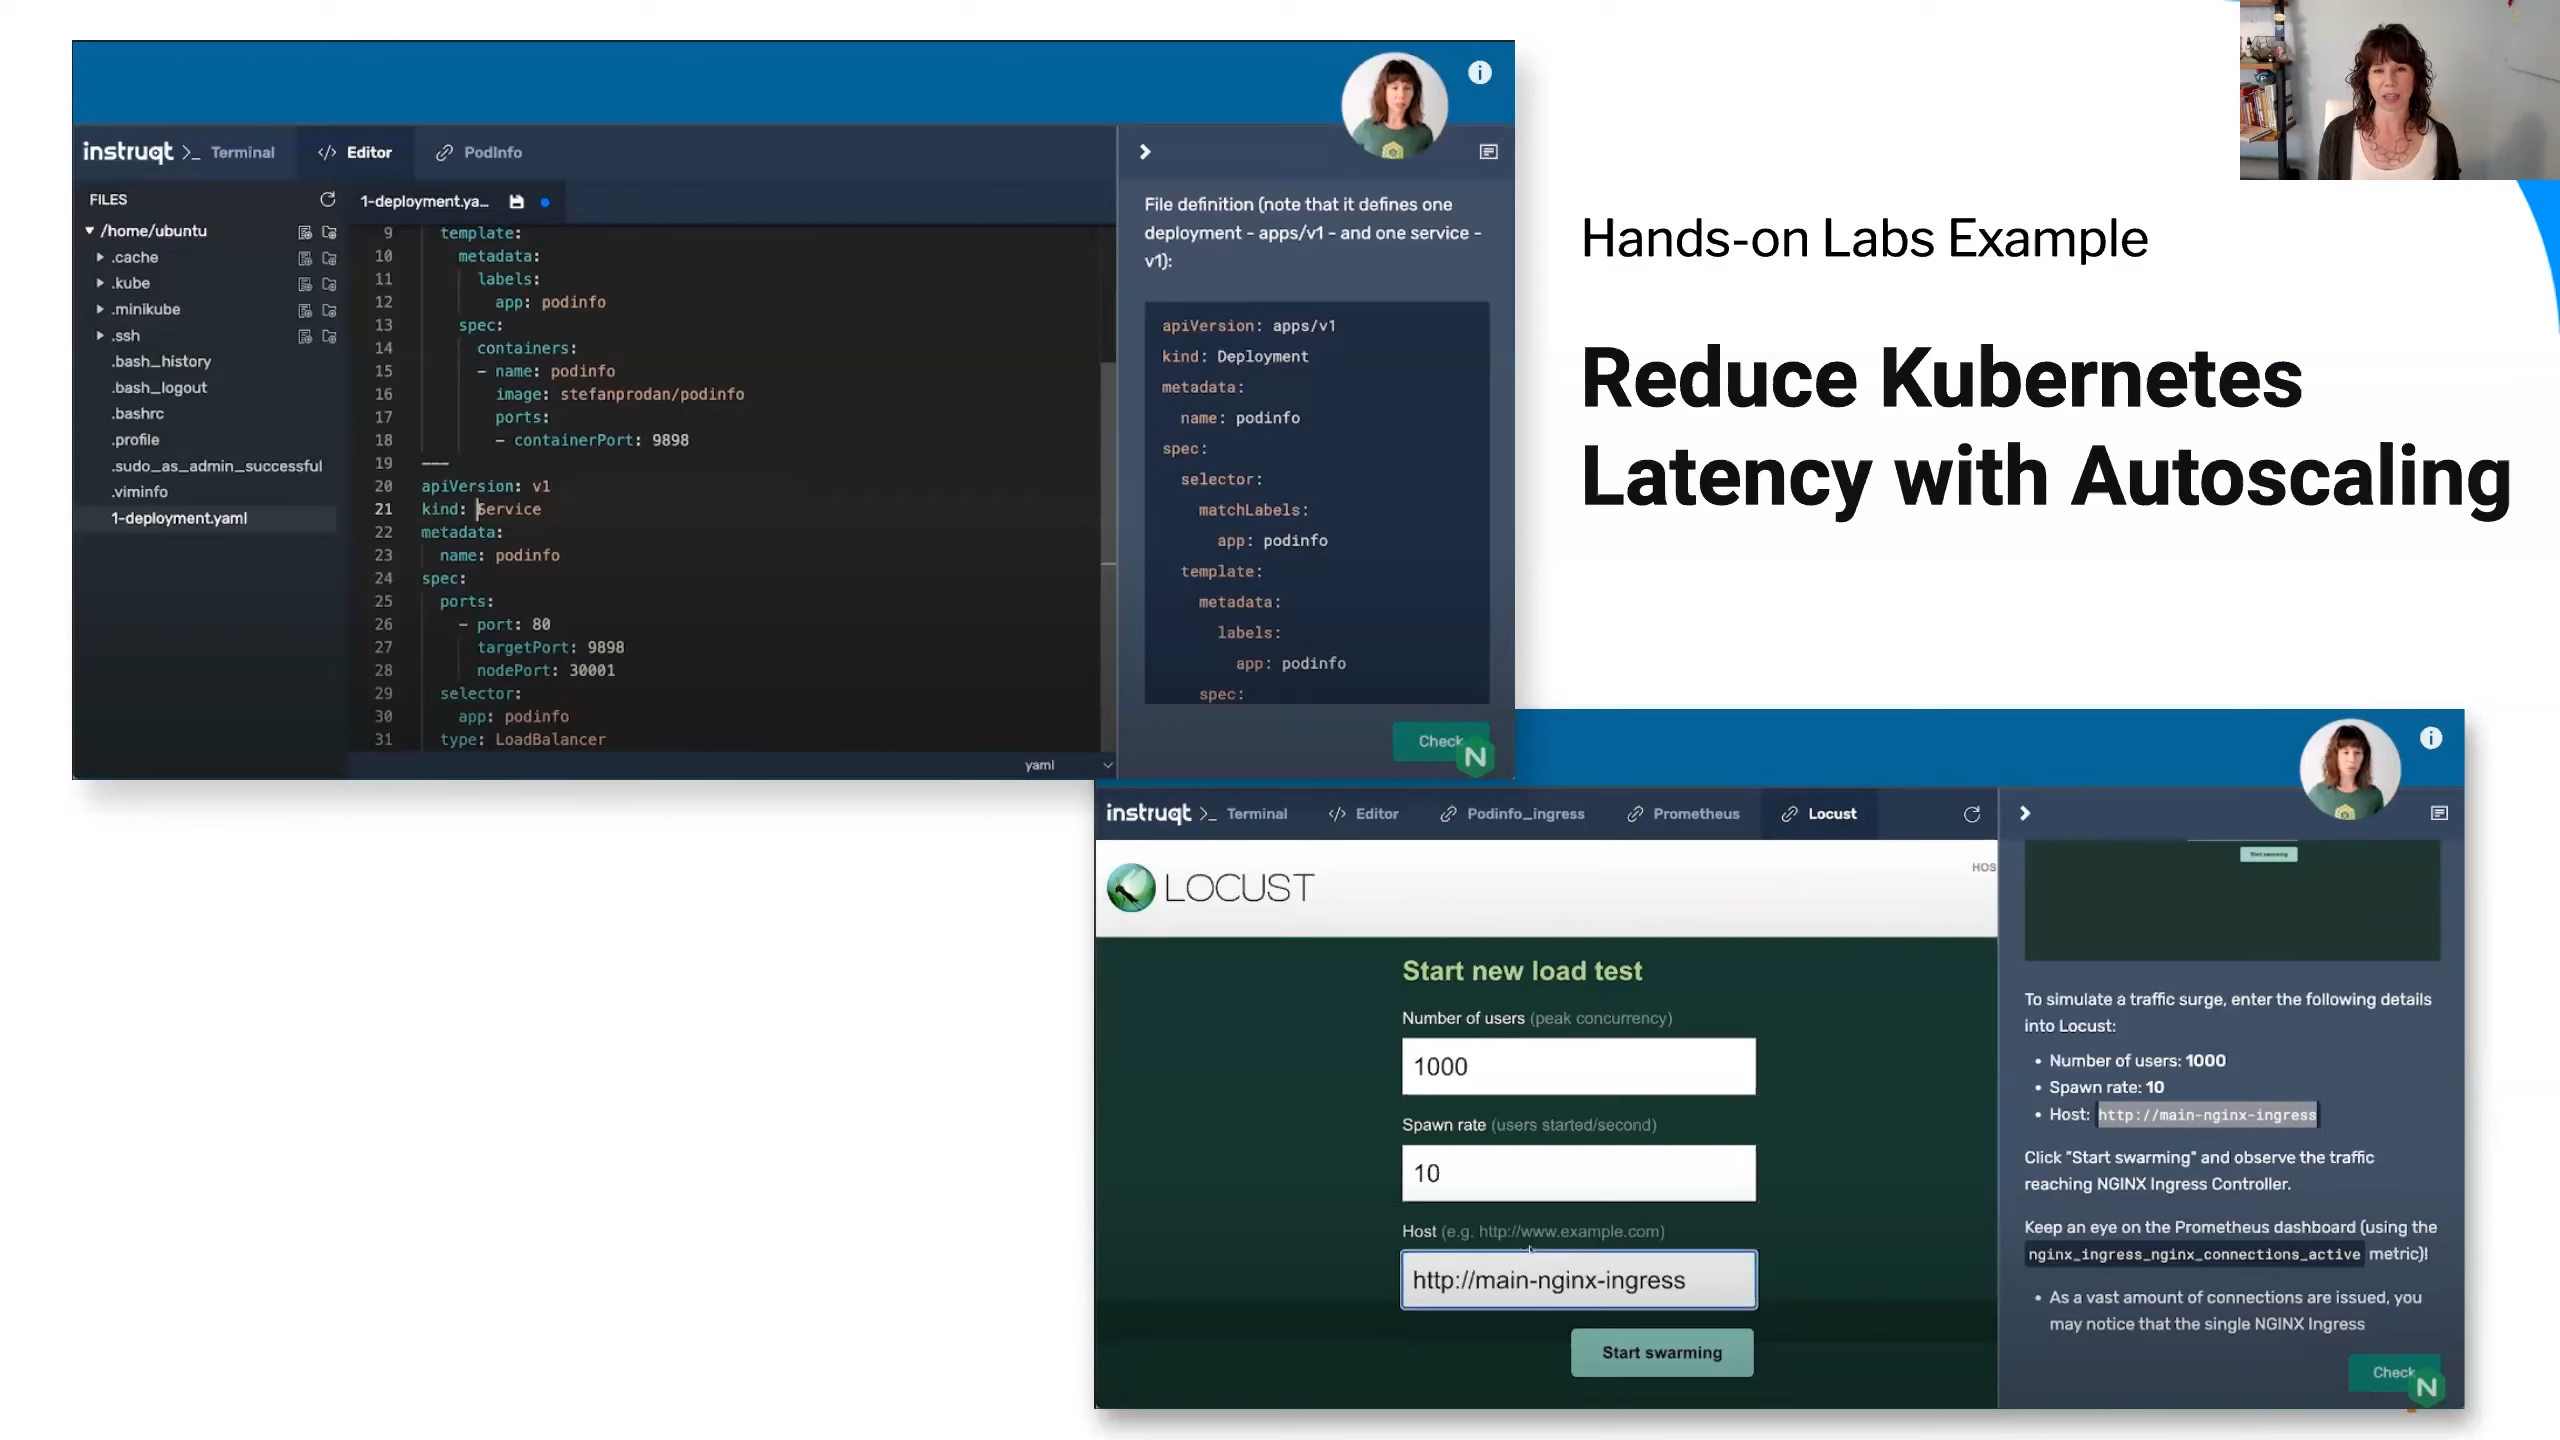 instruqt >_ Terminal </> Editor PodInfo
FILES
/home/ubuntu
.cache
.kube
.minikube
.ssh
.bash_history
.bash_logout
.bashrc
.profile
.sudo_as_admin_successful
.viminfo
1-deployment.yaml
1-deployment.ya...
9 template:
10 metadata:
11 labels:
12 app: podinfo
13 spec:
14 containers:
15 - name: podinfo
16 image: stefanprodan/podinfo
17 ports:
18 - containerPort: 9898
19 ---
20 apiVersion: v1
21 kind: Service
22 metadata:
23 name: podinfo
24 spec:
25 ports:
26 - port: 80
27 targetPort: 9898
28 nodePort: 30001
29 selector:
30 app: podinfo
31 type: LoadBalancer
yaml
File definition (note that it defines one
deployment - apps/v1 - and one service -
v1):
apiVersion: apps/v1
kind: Deployment
metadata:
name: podinfo
spec:
selector:
matchLabels:
app: podinfo
template:
metadata:
labels:
app: podinfo
spec:
Check
N
Hands-on Labs Example
Reduce Kubernetes
Latency with Autoscaling
instruqt >_ Terminal </> Editor Podinfo_ingress Prometheus Locust
LOCUST
HOS
Start new load test
Number of users (peak concurrency)
1000
Spawn rate (users started/second)
10
Host (e.g. http://www.example.com)
http://main-nginx-ingress
Start swarming
Start swarming
To simulate a traffic surge, enter the following details
into Locust:
• Number of users: 1000
• Spawn rate: 10
• Host: http://main-nginx-ingress
Click "Start swarming" and observe the traffic
reaching NGINX Ingress Controller.
Keep an eye on the Prometheus dashboard (using the
nginx_ingress_nginx_connections_active metric)!
• As a vast amount of connections are issued, you
may notice that the single NGINX Ingress
Check
N